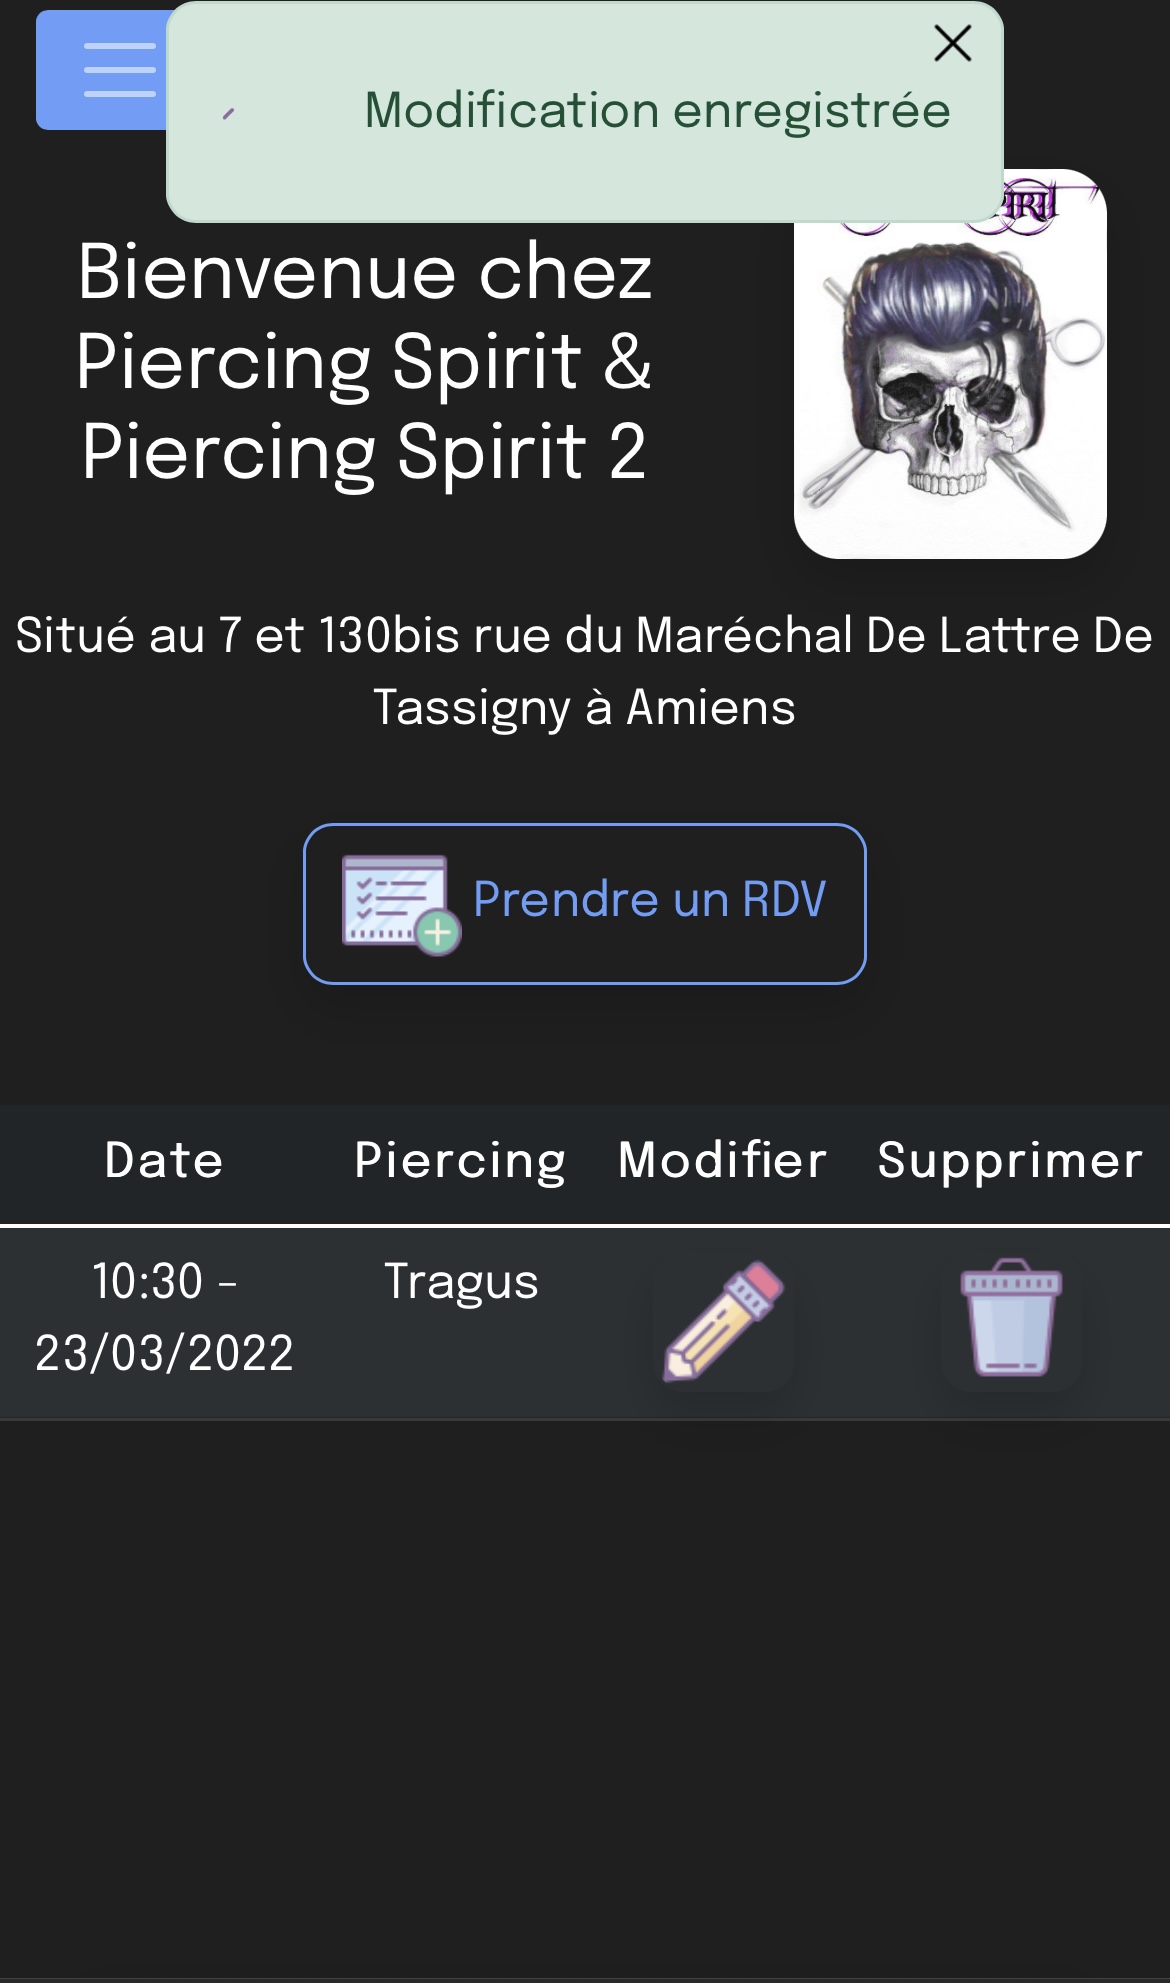 Modification enregistrée
Bienvenue chez
Piercing Spirit &
Piercing Spirit 2
Situé au 7 et 130bis rue du Maréchal De Lattre De
Tassigny à Amiens
Prendre un RDV
Date Piercing Modifier Supprimer
10:30 – Tragus
23/03/2022